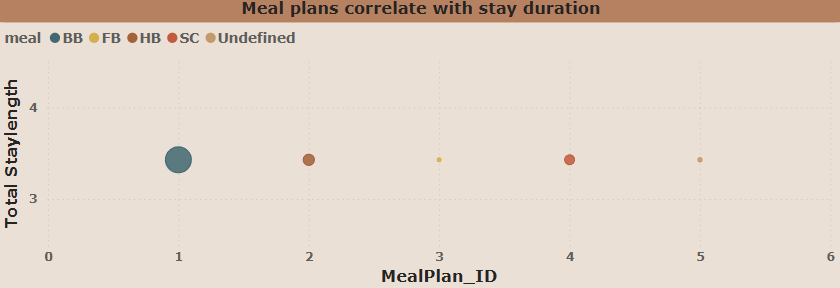 Meal plans correlate with stay duration
meal BB FB HB SC Undefined
Total Staylength
4
3
0 1 2 3 4 5 6
MealPlan_ID